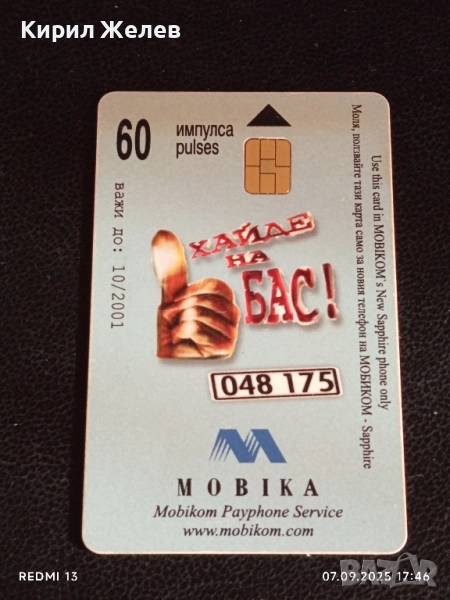 Кирил Желев
60 импулса
pulses
важи до: 10/2001
Use this card in MOBIKOM's New Sapphire phone only
Моля, ползвайте тази карта само за новия телефон на МОБИКОМ - Sapphire
ХАЙДЕ
НА
БАС!
048 175
MOBIKA
Mobikom Payphone Service
www.mobikom.com
REDMI 13
07.09.2025 17:46
BAZAR